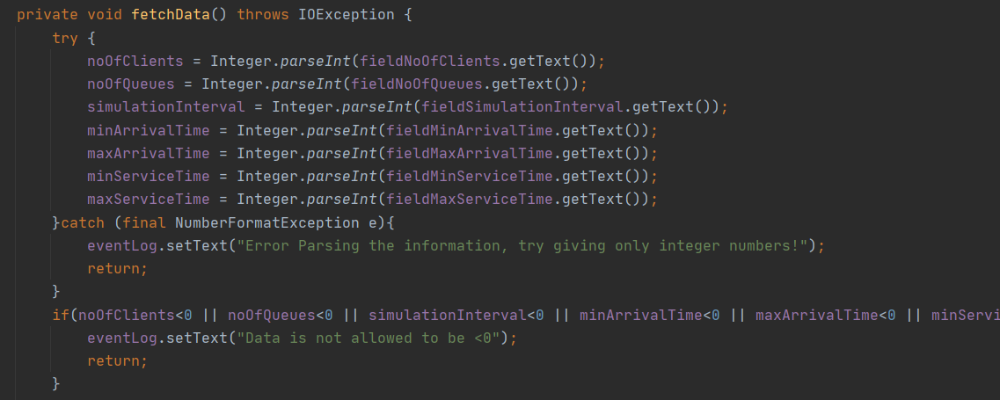 private void fetchData() throws IOException {
    try {
        noOfClients = Integer.parseInt(fieldNoOfClients.getText());
        noOfQueues = Integer.parseInt(fieldNoOfQueues.getText());
        simulationInterval = Integer.parseInt(fieldSimulationInterval.getText());
        minArrivalTime = Integer.parseInt(fieldMinArrivalTime.getText());
        maxArrivalTime = Integer.parseInt(fieldMaxArrivalTime.getText());
        minServiceTime = Integer.parseInt(fieldMinServiceTime.getText());
        maxServiceTime = Integer.parseInt(fieldMaxServiceTime.getText());
    }catch (final NumberFormatException e){
        eventLog.setText("Error Parsing the information, try giving only integer numbers!");
        return;
    }
    if(noOfClients<0 || noOfQueues<0 || simulationInterval<0 || minArrivalTime<0 || maxArrivalTime<0 || minServi
        eventLog.setText("Data is not allowed to be <0");
        return;
    }